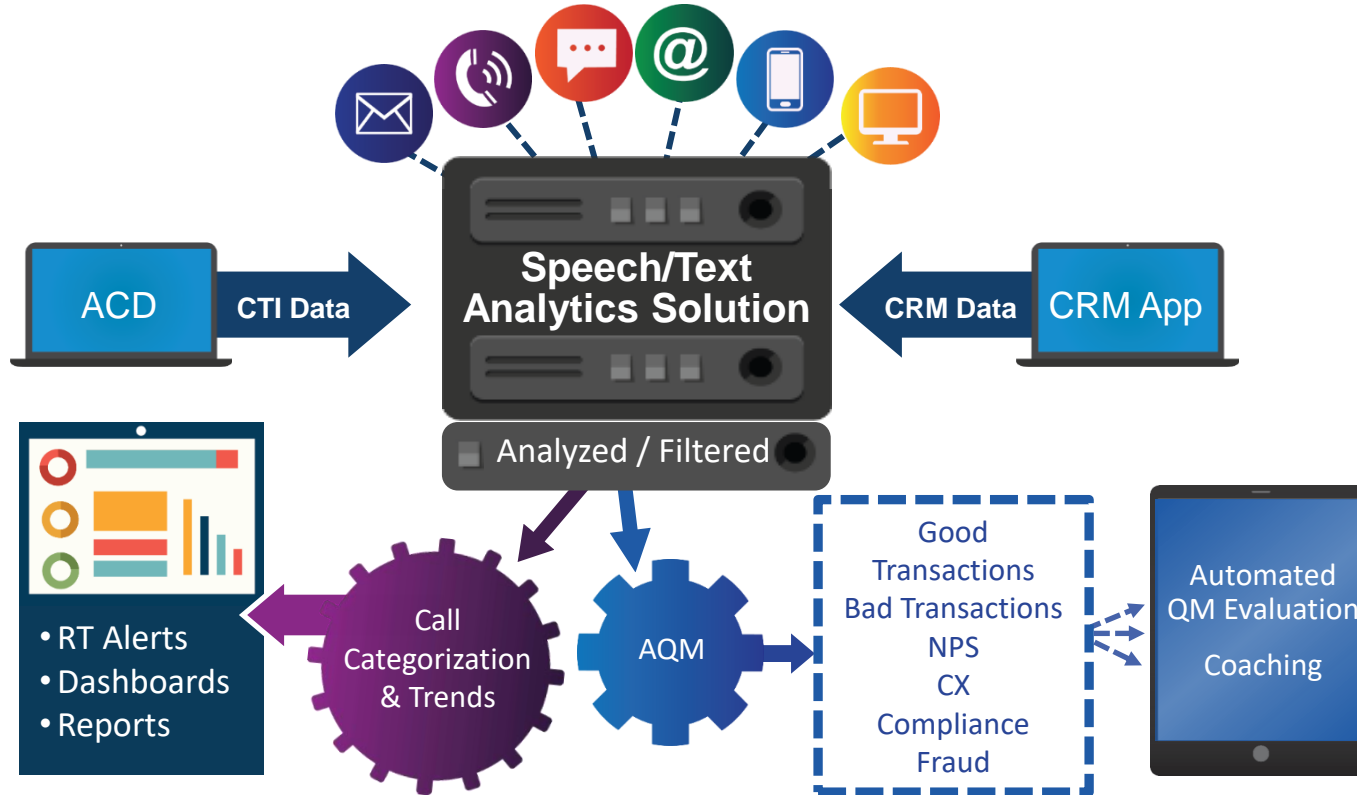 @
Speech/Text
Analytics Solution
ACD
CTI Data
CRM Data
CRM App
Analyzed / Filtered
• RT Alerts
• Dashboards
• Reports
Call
Categorization
& Trends
AQM
Good
Transactions
Bad Transactions
NPS
CX
Compliance
Fraud
Automated
QM Evaluation
Coaching